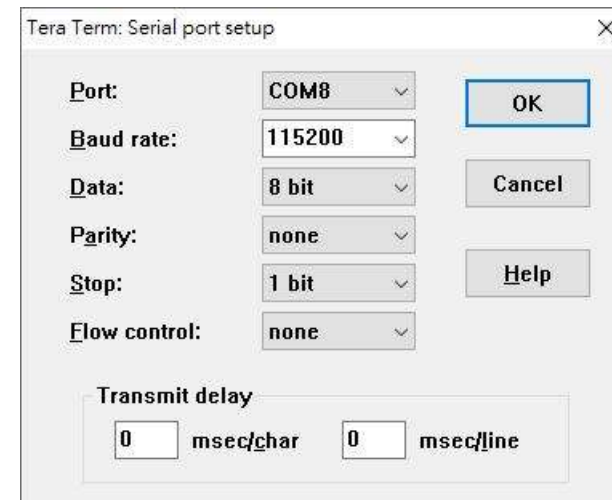 Tera Term: Serial port setup
Port: COM8
OK
Baud rate: 115200
Data: 8 bit
Cancel
Parity: none
Stop: 1 bit
Help
Flow control: none
Transmit delay
0 msec/char 0 msec/line